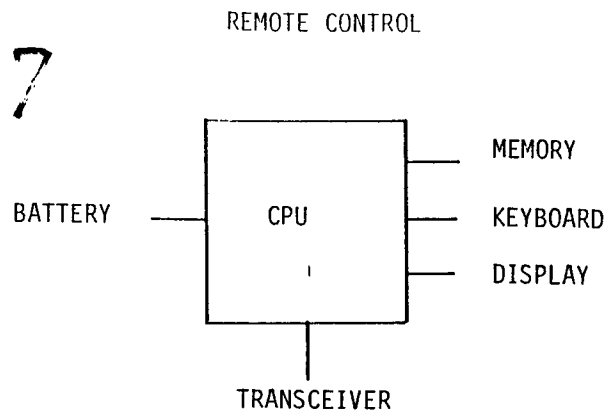 REMOTE CONTROL
7
MEMORY
BATTERY
CPU
KEYBOARD
DISPLAY
TRANSCEIVER